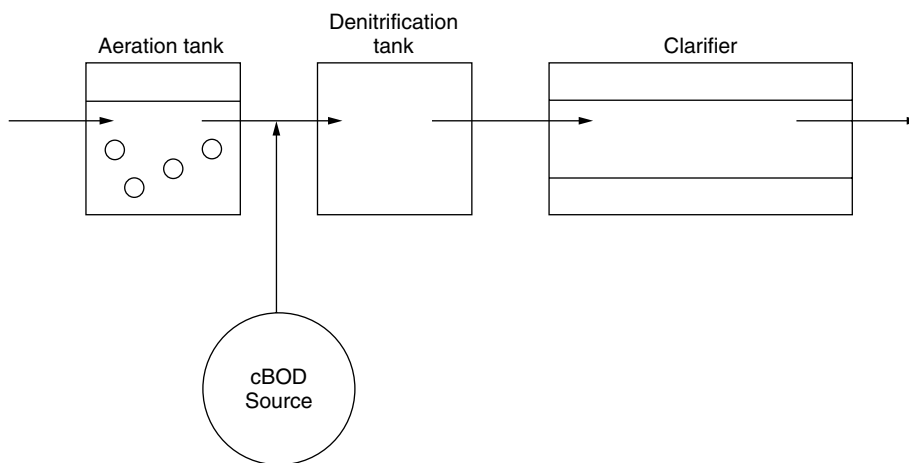 Aeration tank
Denitrification
tank
Clarifier
cBOD
Source